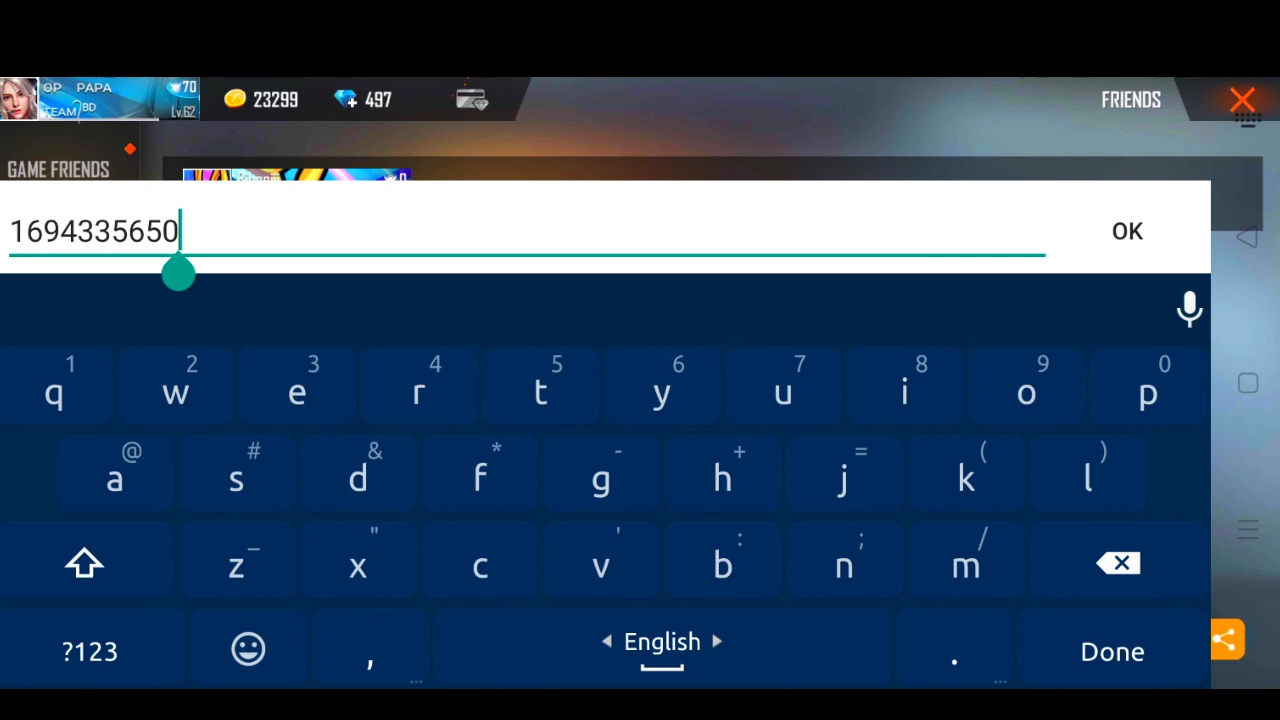 OP PAPA
70
TEAM BD
Lv.62
23299
497
FRIENDS
GAME FRIENDS
1694335650
OK
1 2 3 4 5 6 7 8 9 0
q w e r t y u i o p
@ # & * - + = ( )
a s d f g h j k l
_ " ' : ; /
z x c v b n m
?123
,
...
English
.
...
Done